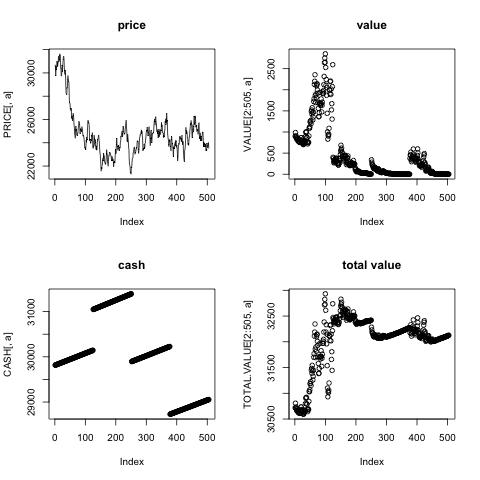 price
PRICE[, a]
22000 26000 30000
0 100 200 300 400 500
Index
value
VALUE[2:505, a]
0 500 1500 2500
0 100 200 300 400 500
Index
cash
CASH[, a]
29000 30000 31000
0 100 200 300 400 500
Index
total value
TOTAL.VALUE[2:505, a]
30500 31500 32500
0 100 200 300 400 500
Index